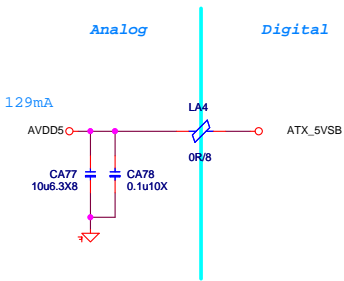 Analog
Digital
129mA
LA4
AVDD5
ATX_5VSB
0R/8
CA77
10u6.3X8
CA78
0.1u10X